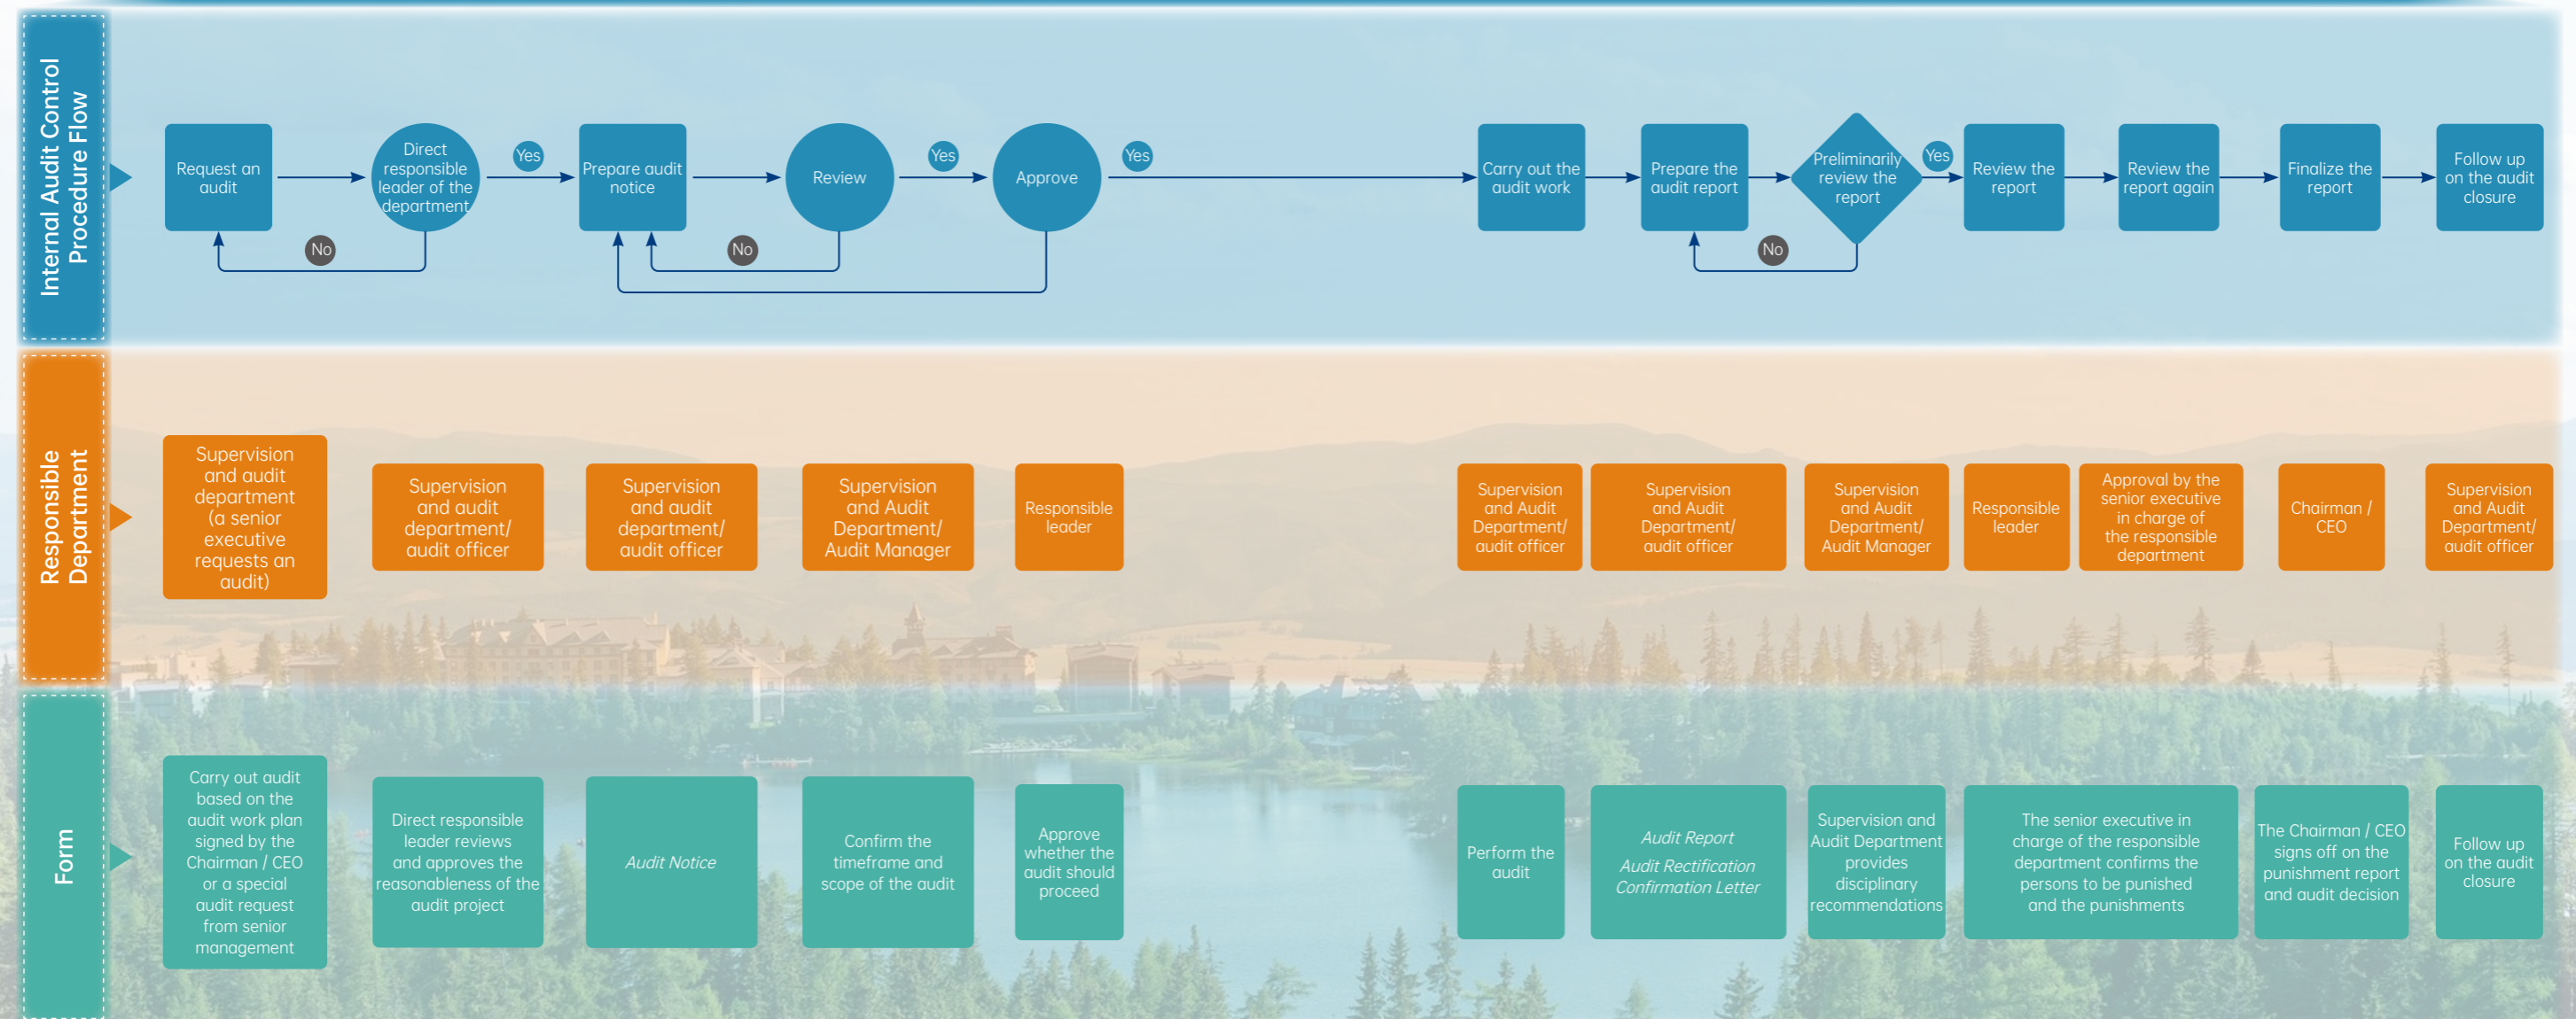 Internal Audit Control
Procedure Flow
Request an
audit
Direct
responsible
leader of the
department
Yes
Prepare audit
notice
Review
Yes
Approve
Yes
Carry out the
audit work
Prepare the
audit report
Preliminarily
review the
report
Yes
Review the
report
Review the
report again
Finalize the
report
Follow up
on the audit
closure
No
No
No
Responsible
Department
Supervision
and audit
department
(a senior
executive
requests an
audit)
Supervision
and audit
department/
audit officer
Supervision
and audit
department/
audit officer
Supervision
and Audit
Department/
Audit Manager
Responsible
leader
Supervision
and Audit
Department/
audit officer
Supervision
and Audit
Department/
audit officer
Supervision
and Audit
Department/
Audit Manager
Responsible
leader
Approval by the
senior executive
in charge of
the responsible
department
Chairman /
CEO
Supervision
and Audit
Department/
audit officer
Form
Carry out audit
based on the
audit work plan
signed by the
Chairman / CEO
or a special
audit request
from senior
management
Direct responsible
leader reviews
and approves the
reasonableness of the
audit project
Audit Notice
Confirm the
timeframe and
scope of the audit
Approve
whether the
audit should
proceed
Perform the
audit
Audit Report
Audit Rectification
Confirmation Letter
Supervision and
Audit Department
provides
disciplinary
recommendations
The senior executive in
charge of the responsible
department confirms the
persons to be punished
and the punishments
The Chairman / CEO
signs off on the
punishment report
and audit decision
Follow up
on the audit
closure